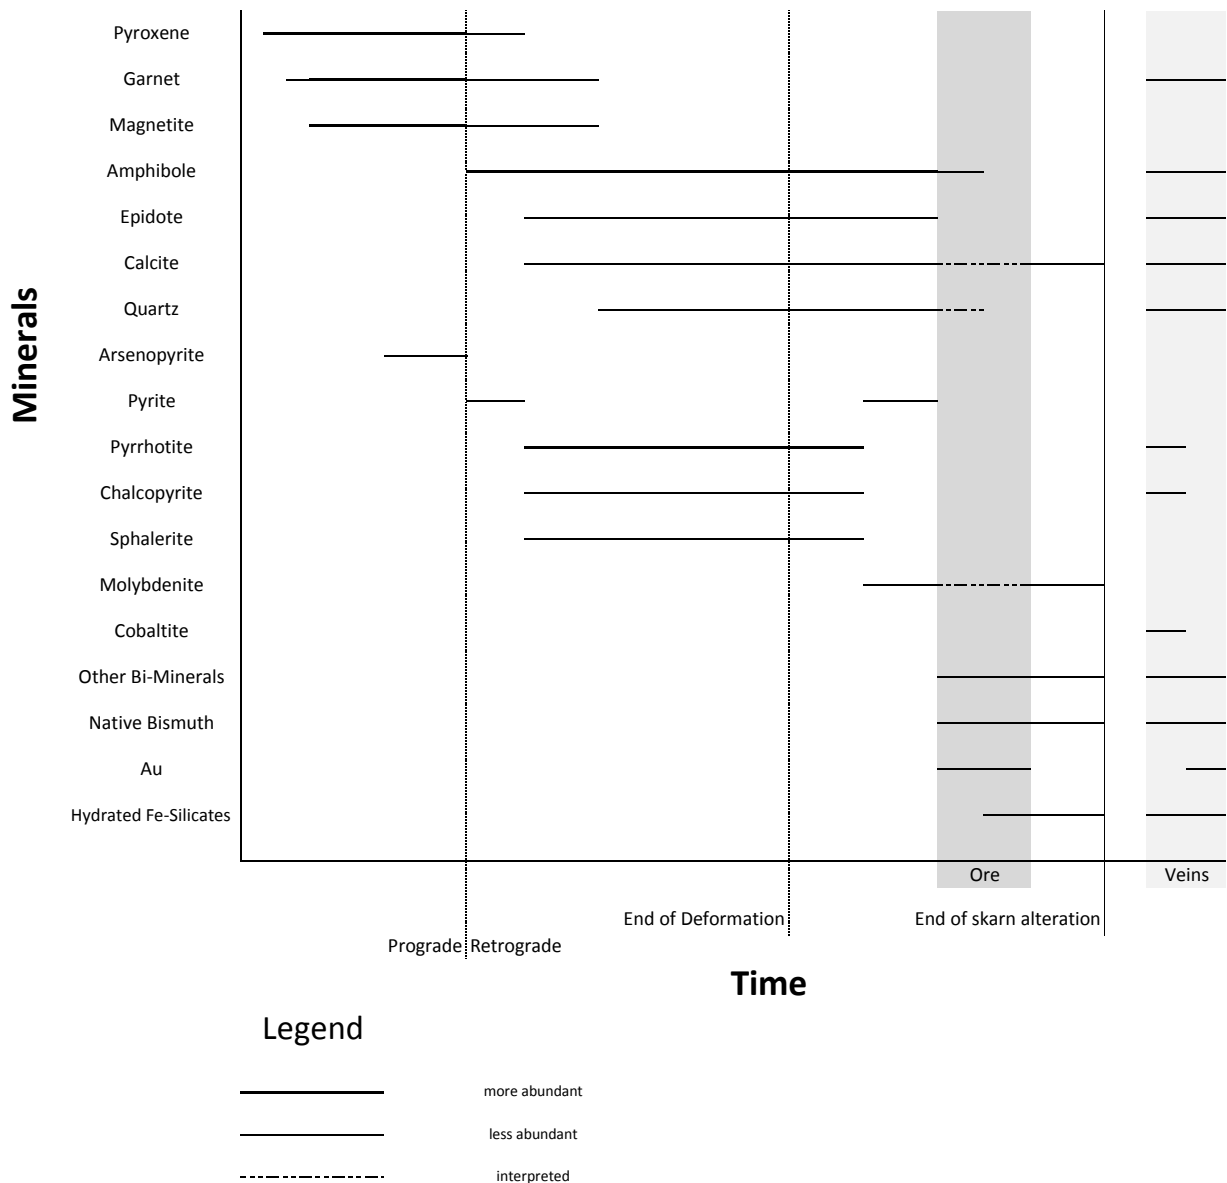 Pyroxene
Garnet
Magnetite
Amphibole
Epidote
Calcite
Quartz
Arsenopyrite
Pyrite
Pyrrhotite
Chalcopyrite
Sphalerite
Molybdenite
Cobaltite
Other Bi-Minerals
Native Bismuth
Au
Hydrated Fe-Silicates
Minerals
Ore
Veins
End of Deformation
End of skarn alteration
Prograde Retrograde
Time
Legend
more abundant
less abundant
interpreted